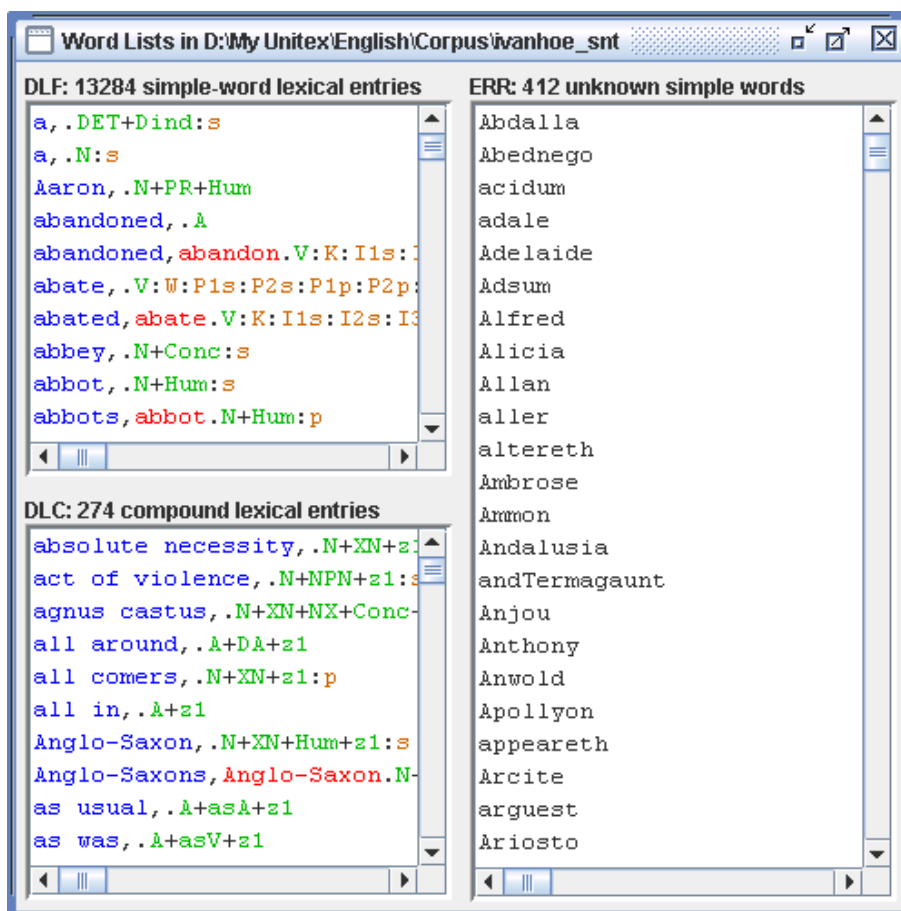 Word Lists in D:\My Unitex\English\Corpus\ivanhoe_snt
DLF: 13284 simple-word lexical entries
a,.DET+Dind:s
a,.N:s
Aaron,.N+PR+Hum
abandoned,.A
abandoned,abandon.V:K:I1s:
abate,.V:W:P1s:P2s:P1p:P2p:
abated,abate.V:K:I1s:I2s:I3
abbey,.N+Conc:s
abbot,.N+Hum:s
abbots,abbot.N+Hum:p
DLC: 274 compound lexical entries
absolute necessity,.N+XN+z1
act of violence,.N+NPN+z1:s
agnus castus,.N+XN+NX+Conc-
all around,.A+DA+z1
all comers,.N+XN+z1:p
all in,.A+z1
Anglo-Saxon,.N+XN+Hum+z1:s
Anglo-Saxons,Anglo-Saxon.N-
as usual,.A+asA+z1
as was,.A+asV+z1
ERR: 412 unknown simple words
Abdalla
Abednego
acidum
adale
Adelaide
Adsum
Alfred
Alicia
Allan
aller
altereth
Ambrose
Ammon
Andalusia
andTermagaunt
Anjou
Anthony
Anwold
Apollyon
appeareth
Arcite
arguest
Ariosto